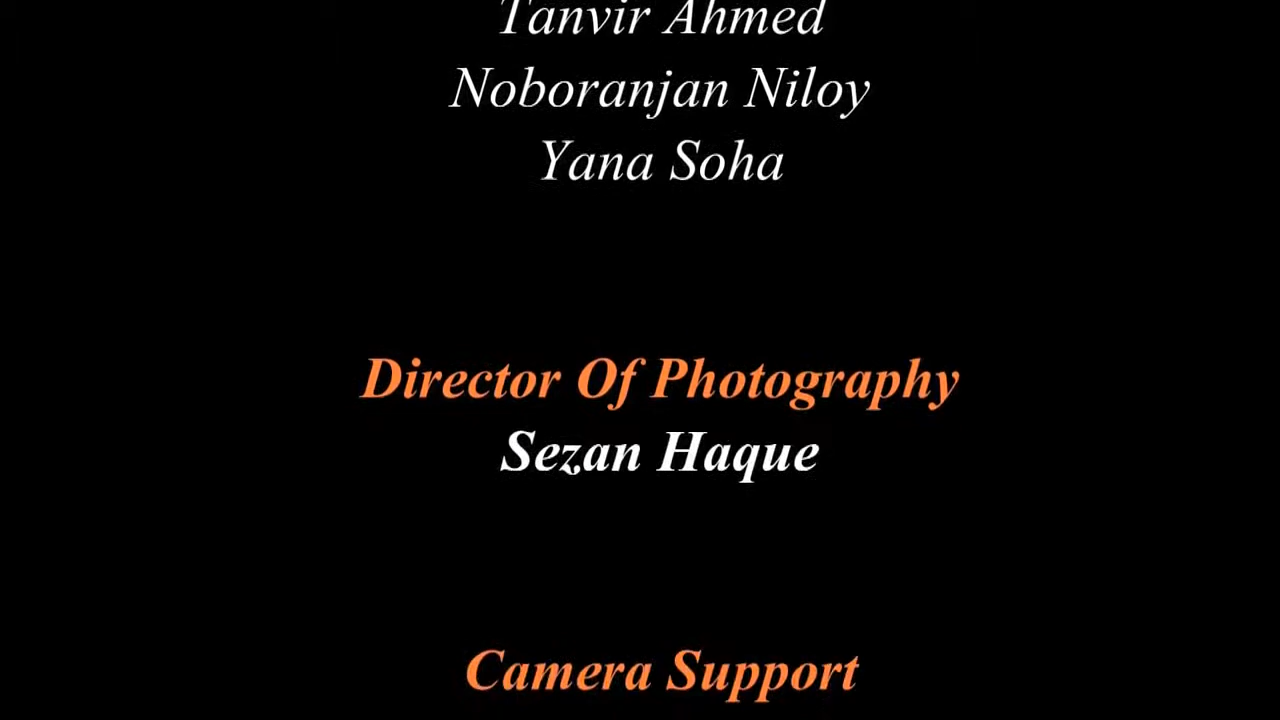 Tanvir Ahmed
Noboranjan Niloy
Yana Soha
Director Of Photography
Sezan Haque
Camera Support